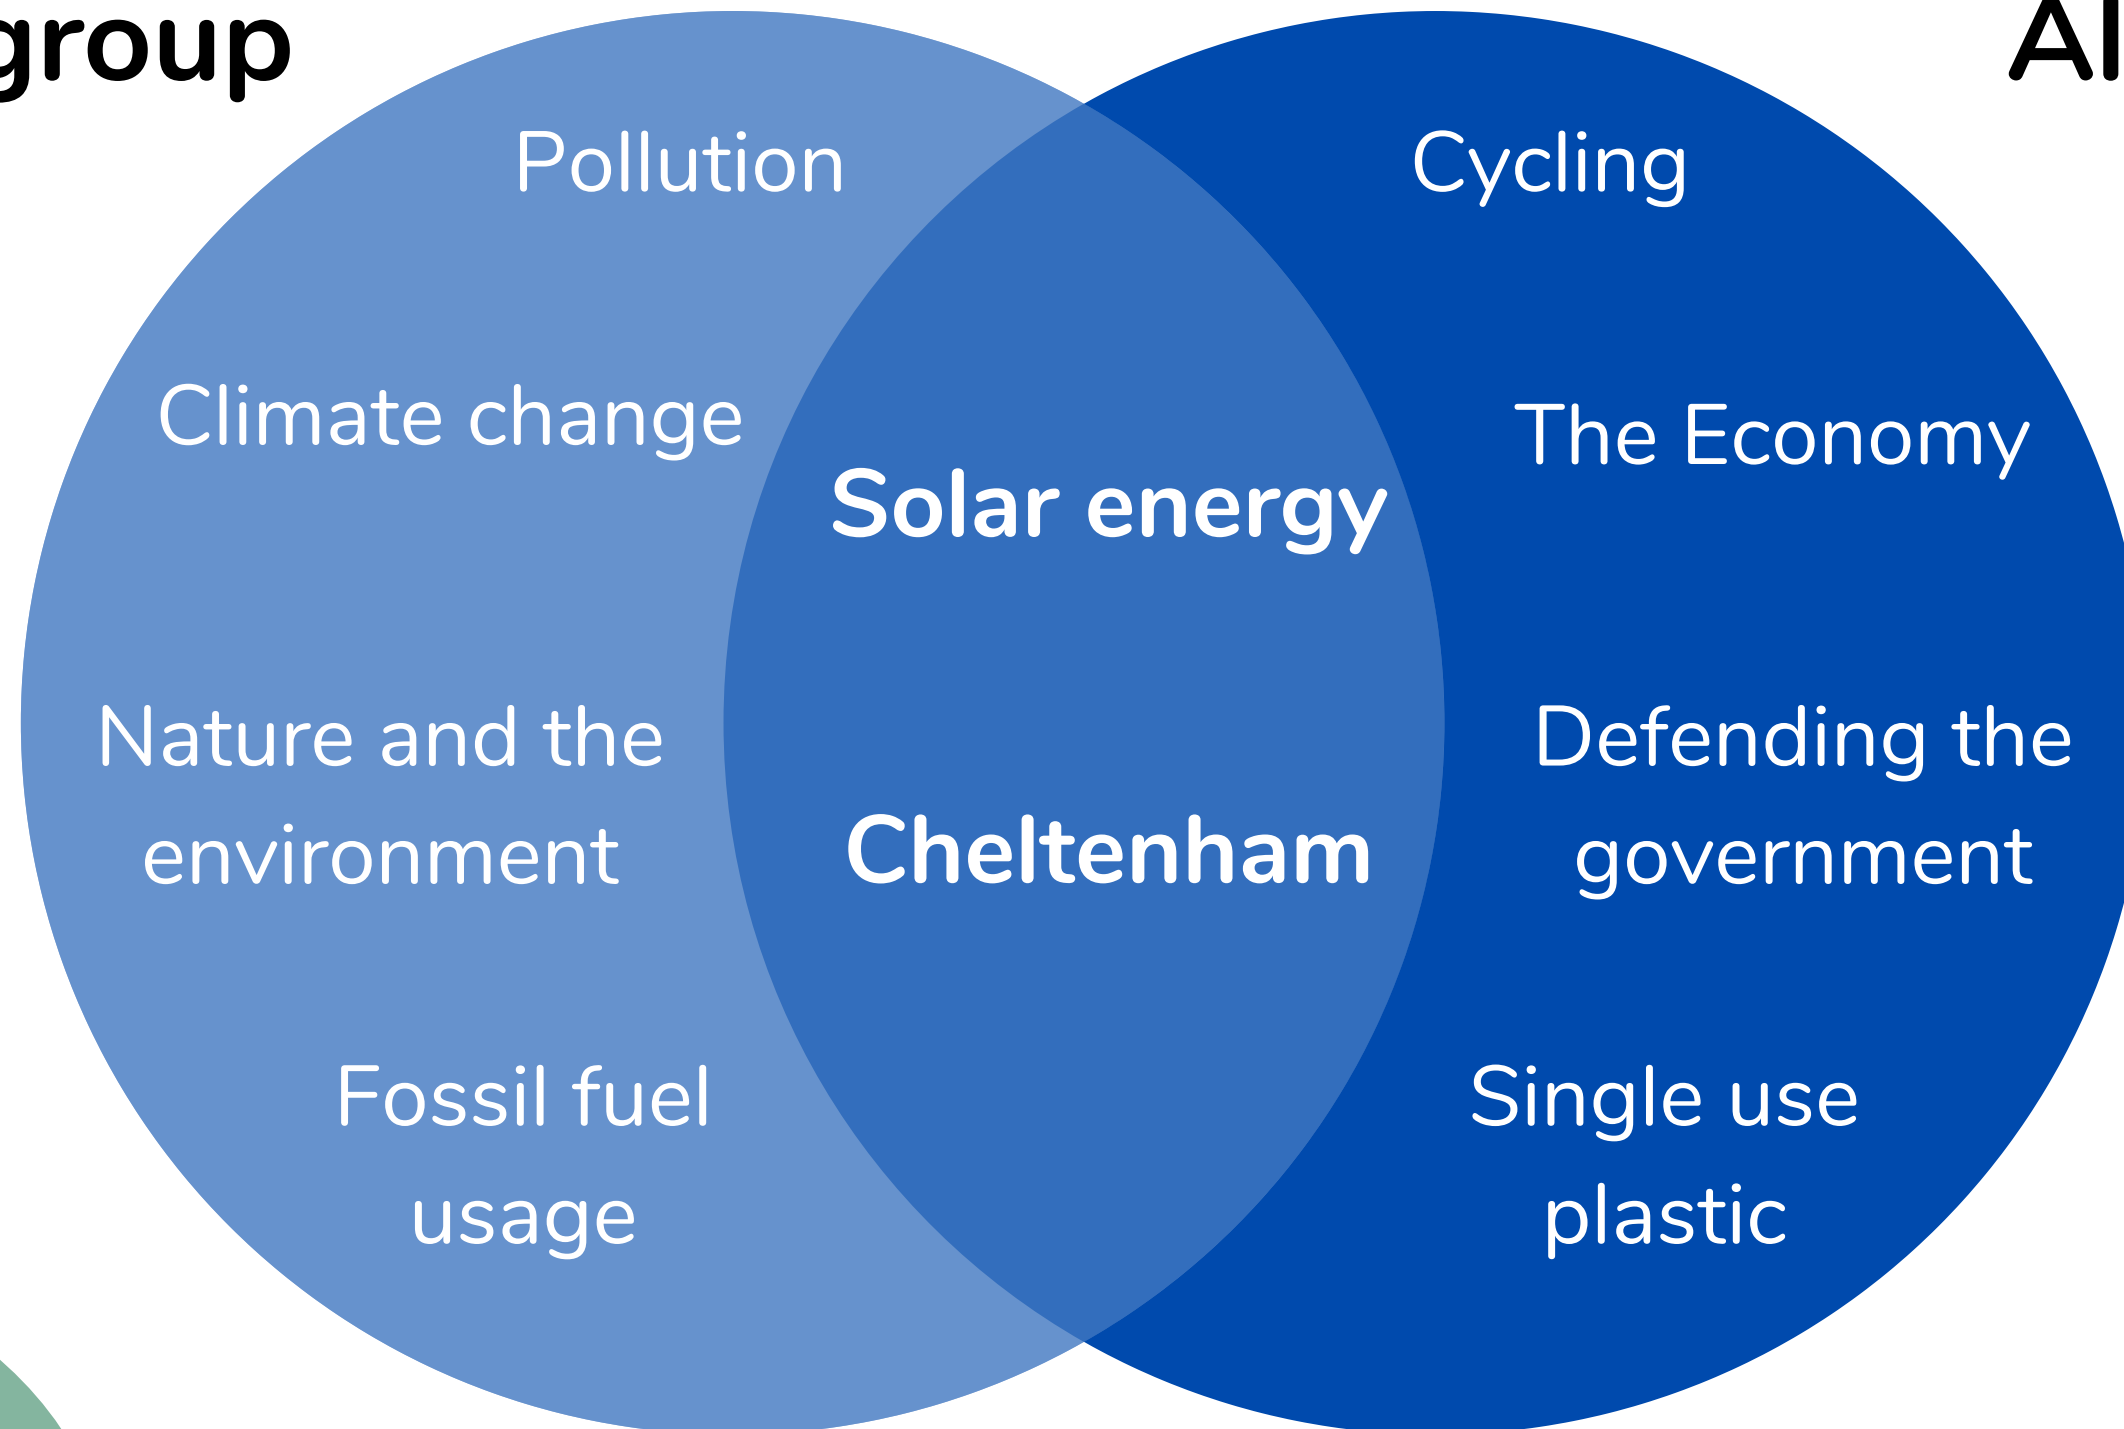 group
AI
Pollution
Cycling
Climate change
The Economy
Solar energy
Nature and the
environment
Defending the
government
Cheltenham
Fossil fuel
usage
Single use
plastic